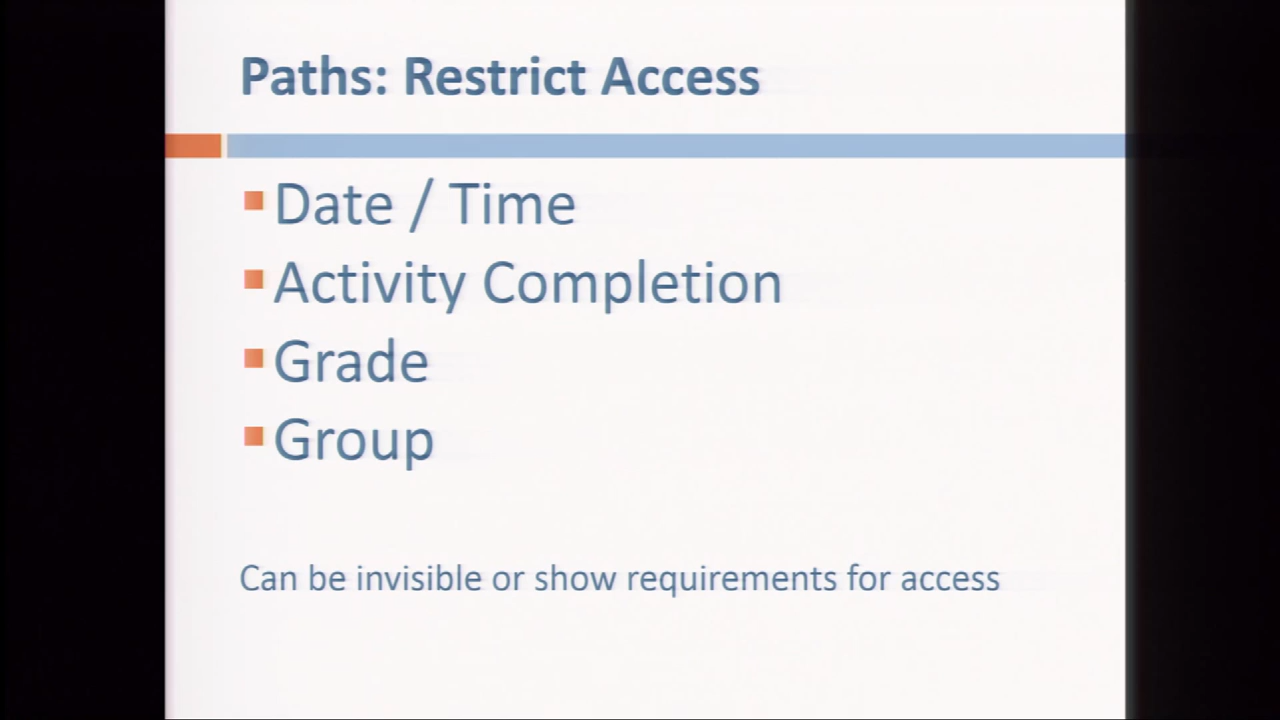 Paths: Restrict Access
Date / Time
Activity Completion
Grade
Group
Can be invisible or show requirements for access